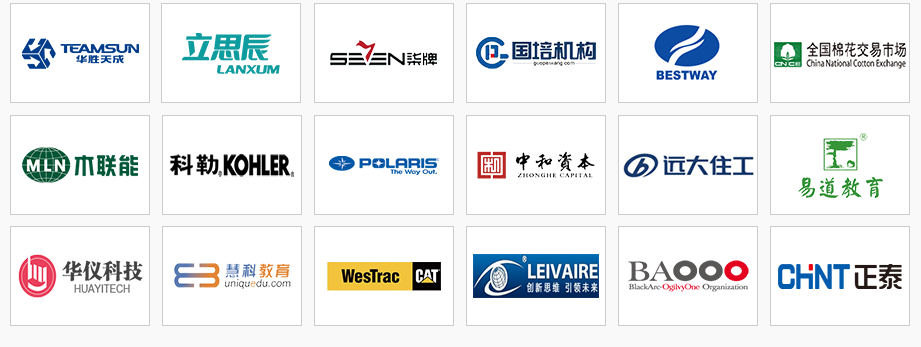 TEAMSUN
华胜天成
立思辰
LANXUM
SEVEN 柒牌
国培机构
guopeiwang.com
BESTWAY
CNCE
全国棉花交易市场
China National Cotton Exchange
MLN 木联能
科勒 KOHLER
POLARIS
The Way Out.
中和资本
ZHONGHE CAPITAL
远大住工
易道教育
华仪科技
HUAYITECH
慧科教育
uniquedu.com
WesTrac CAT
LEIVAIRE
创新思维 引领未来
BAOOO
BlackArc-OgilvyOne Organization
CHINT 正泰